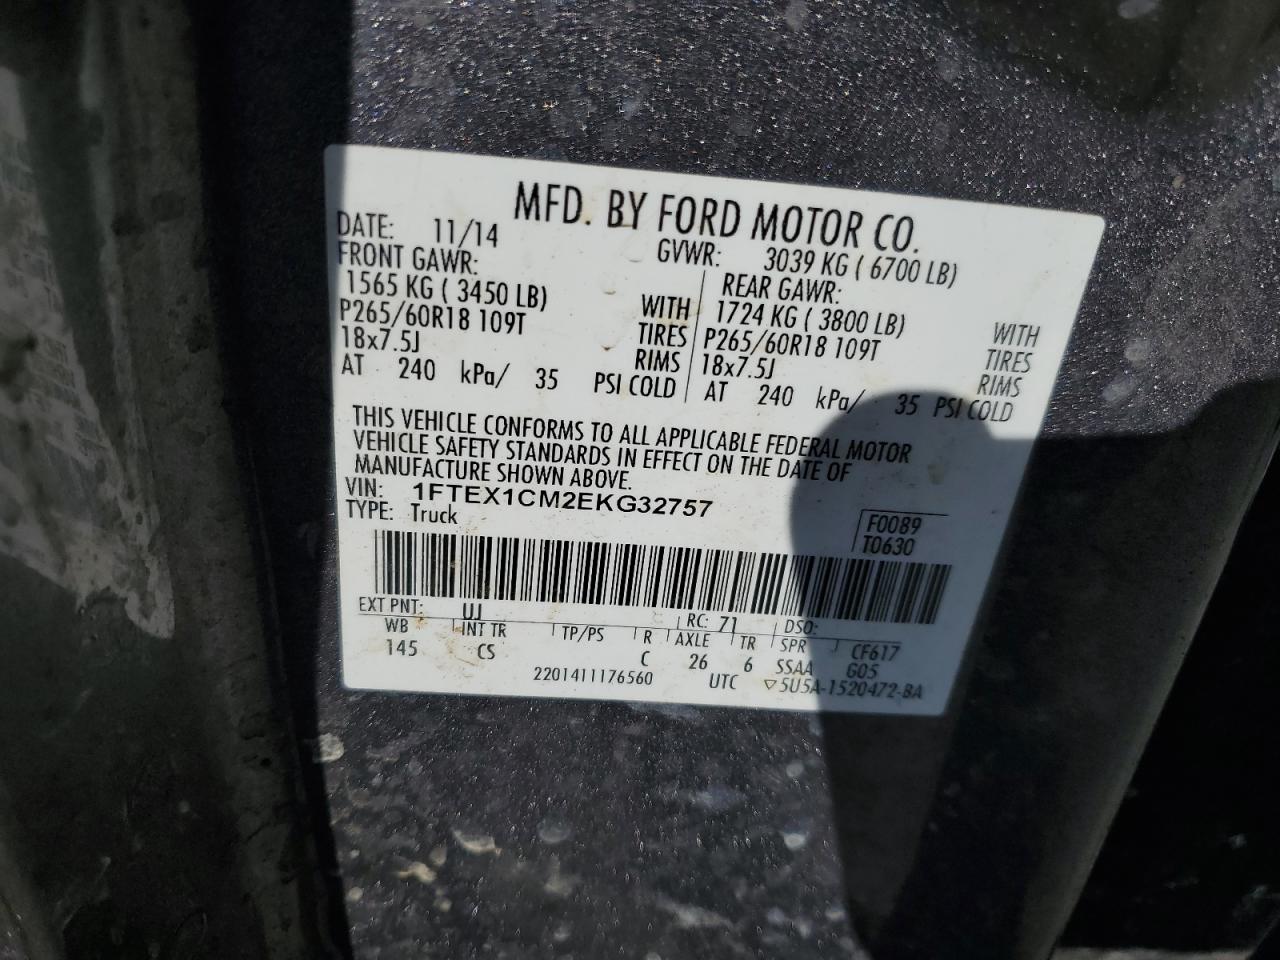 MFD. BY FORD MOTOR CO.
DATE: 11/14 GVWR: 3039 KG ( 6700 LB)
FRONT GAWR: REAR GAWR:
1565 KG ( 3450 LB) WITH 1724 KG ( 3800 LB) WITH
P265/60R18 109T TIRES P265/60R18 109T TIRES
18x7.5J RIMS 18x7.5J RIMS
AT 240 kPa/ 35 PSI COLD AT 240 kPa/ 35 PSI COLD
THIS VEHICLE CONFORMS TO ALL APPLICABLE FEDERAL MOTOR
VEHICLE SAFETY STANDARDS IN EFFECT ON THE DATE OF
MANUFACTURE SHOWN ABOVE.
VIN: 1FTEX1CM2EKG32757
TYPE: Truck
F0089
T0630
EXT PNT: UJ RC: 71 DSO:
WB INT TR TP/PS R AXLE TR SPR CF617
145 CS C 26 6 SSAA G05
2201411176560 UTC ▽5U5A-1520472-BA